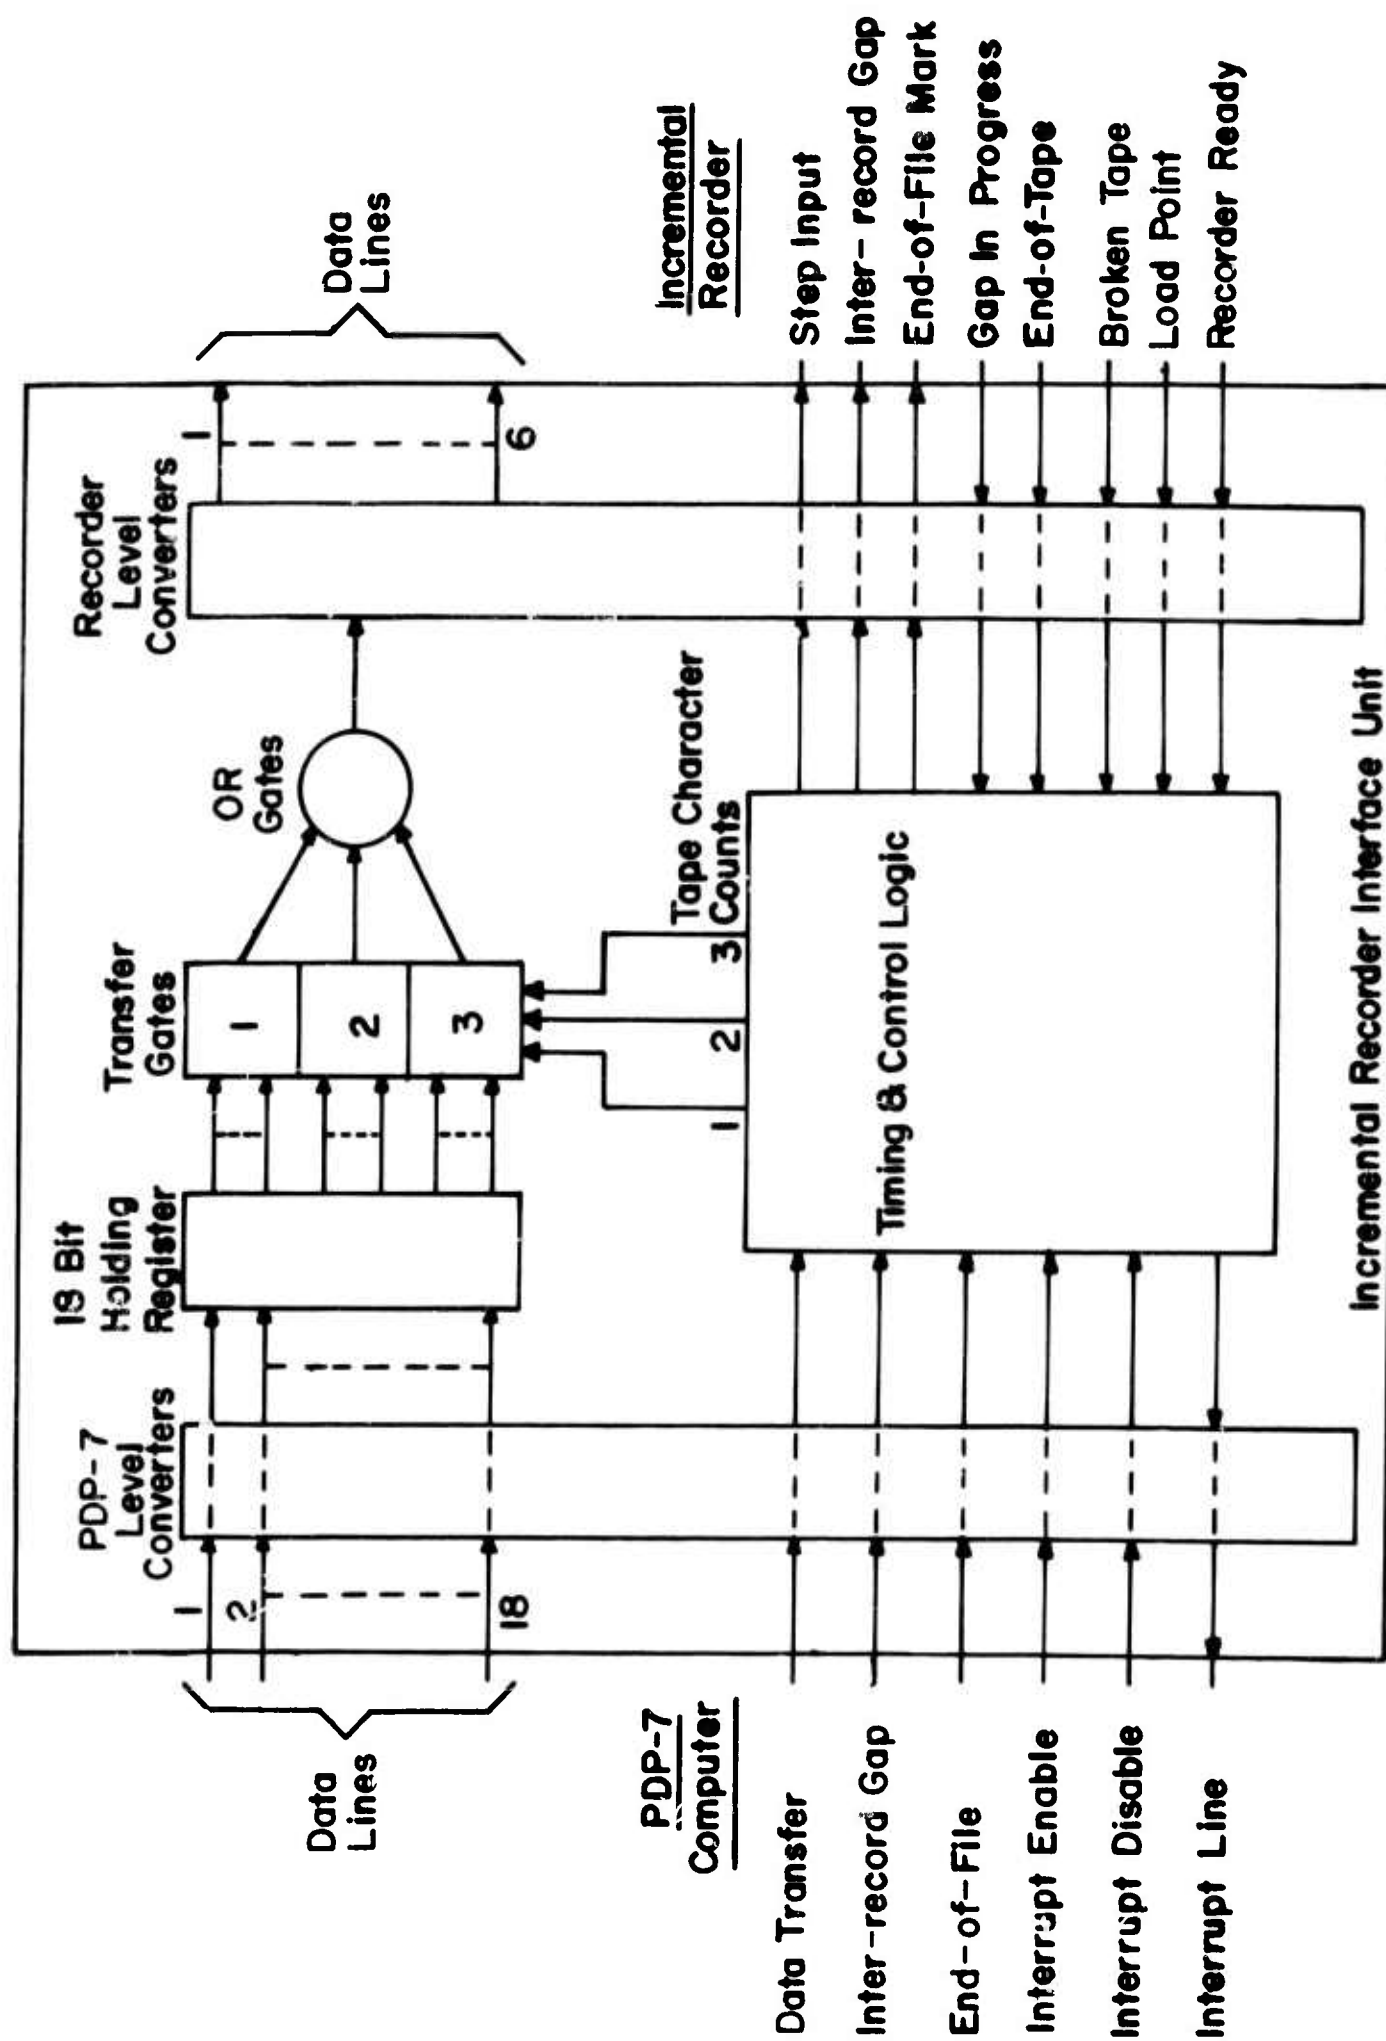 PDP-7
Level
Converters
18 Bit
Holding
Register
Transfer
Gates
OR
Gates
Recorder
Level
Converters
1
2
18
1
2
3
1
6
Data
Lines
Data
Lines
PDP-7
Computer
Incremental
Recorder
Tape Character
Counts
1
2
3
Timing & Control Logic
Data Transfer
Inter-record Gap
End-of-File
Interrupt Enable
Interrupt Disable
Interrupt Line
Step Input
Inter-record Gap
End-of-File Mark
Gap In Progress
End-of-Tape
Broken Tape
Load Point
Recorder Ready
Incremental Recorder Interface Unit